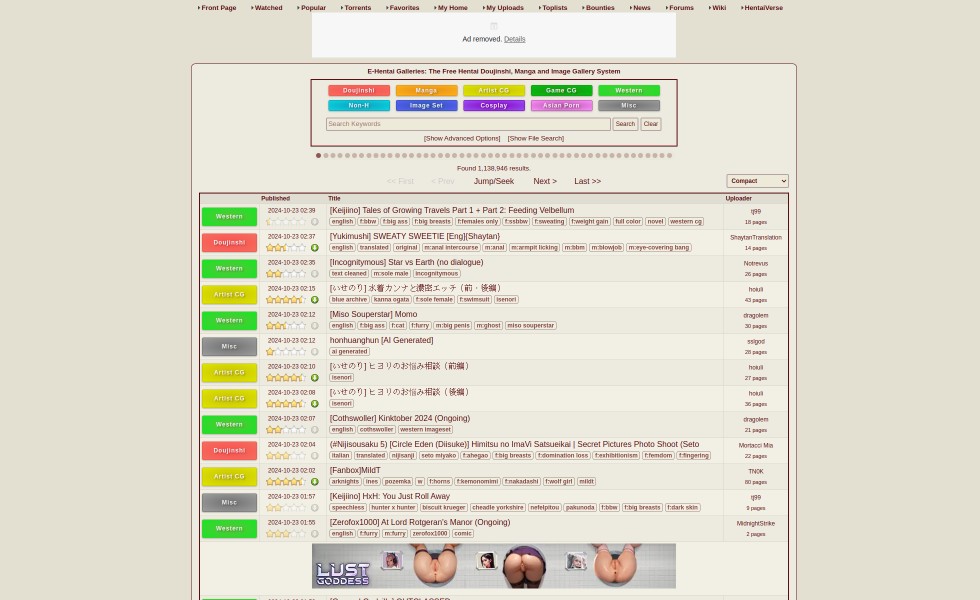 Front Page Watched Popular Torrents Favorites My Home My Uploads Toplists Bounties News Forums Wiki HentaiVerse
Ad removed. Details
E-Hentai Galleries: The Free Hentai Doujinshi, Manga and Image Gallery System
Doujinshi Manga Artist CG Game CG Western
Non-H Image Set Cosplay Asian Porn Misc
Search Keywords Search Clear
[Show Advanced Options] [Show File Search]
Found 1,138,946 results.
<< First < Prev Jump/Seek Next > Last >> Compact
Published Title Uploader
Western 2024-10-23 02:39 [Keijiino] Tales of Growing Travels Part 1 + Part 2: Feeding Velbellum tj99
english f:bbw f:big ass f:big breasts f:females only f:ssbbw f:sweating f:weight gain full color novel western cg 18 pages
Doujinshi 2024-10-23 02:37 [Yukimushi] SWEATY SWEETIE [Eng]{Shaytan} ShaytanTranslation
english translated original m:anal intercourse m:anal m:armpit licking m:bbm m:blowjob m:eye-covering bang 14 pages
Western 2024-10-23 02:35 [Incognitymous] Star vs Earth (no dialogue) Notrevus
text cleaned m:sole male incognitymous 26 pages
Artist CG 2024-10-23 02:15 [いせのり] 水着カンナと濃密エッチ（前・後編） hoiuli
blue archive kanna ogata f:sole female f:swimsuit isenori 43 pages
Western 2024-10-23 02:12 [Miso Souperstar] Momo dragolem
english f:big ass f:cat f:furry m:big penis m:ghost miso souperstar 30 pages
Misc 2024-10-23 02:12 honhuanghun [AI Generated] sslgod
ai generated 28 pages
Artist CG 2024-10-23 02:10 [いせのり] ヒヨリのお悩み相談（前編） hoiuli
isenori 27 pages
Artist CG 2024-10-23 02:08 [いせのり] ヒヨリのお悩み相談（後編） hoiuli
isenori 36 pages
Western 2024-10-23 02:07 [Cothswoller] Kinktober 2024 (Ongoing) dragolem
english cothswoller western imageset 21 pages
Doujinshi 2024-10-23 02:04 (#Nijisousaku 5) [Circle Eden (Diisuke)] Himitsu no ImaVi Satsueikai | Secret Pictures Photo Shoot (Seto Mortacci Mia
italian translated nijisanji seto miyako f:ahegao f:big breasts f:domination loss f:exhibitionism f:femdom f:fingering 22 pages
Artist CG 2024-10-23 02:02 [Fanbox]MildT TN0K
arknights ines pozemka w f:horns f:kemonomimi f:nakadashi f:wolf girl mildt 80 pages
Misc 2024-10-23 01:57 [Keijiino] HxH: You Just Roll Away tj99
speechless hunter x hunter biscuit krueger cheadle yorkshire nefelpitou pakunoda f:bbw f:big breasts f:dark skin 9 pages
Western 2024-10-23 01:55 [Zerofox1000] At Lord Rotgeran's Manor (Ongoing) MidnightStrike
english f:furry m:furry zerofox1000 comic 2 pages
LUST GODDESS